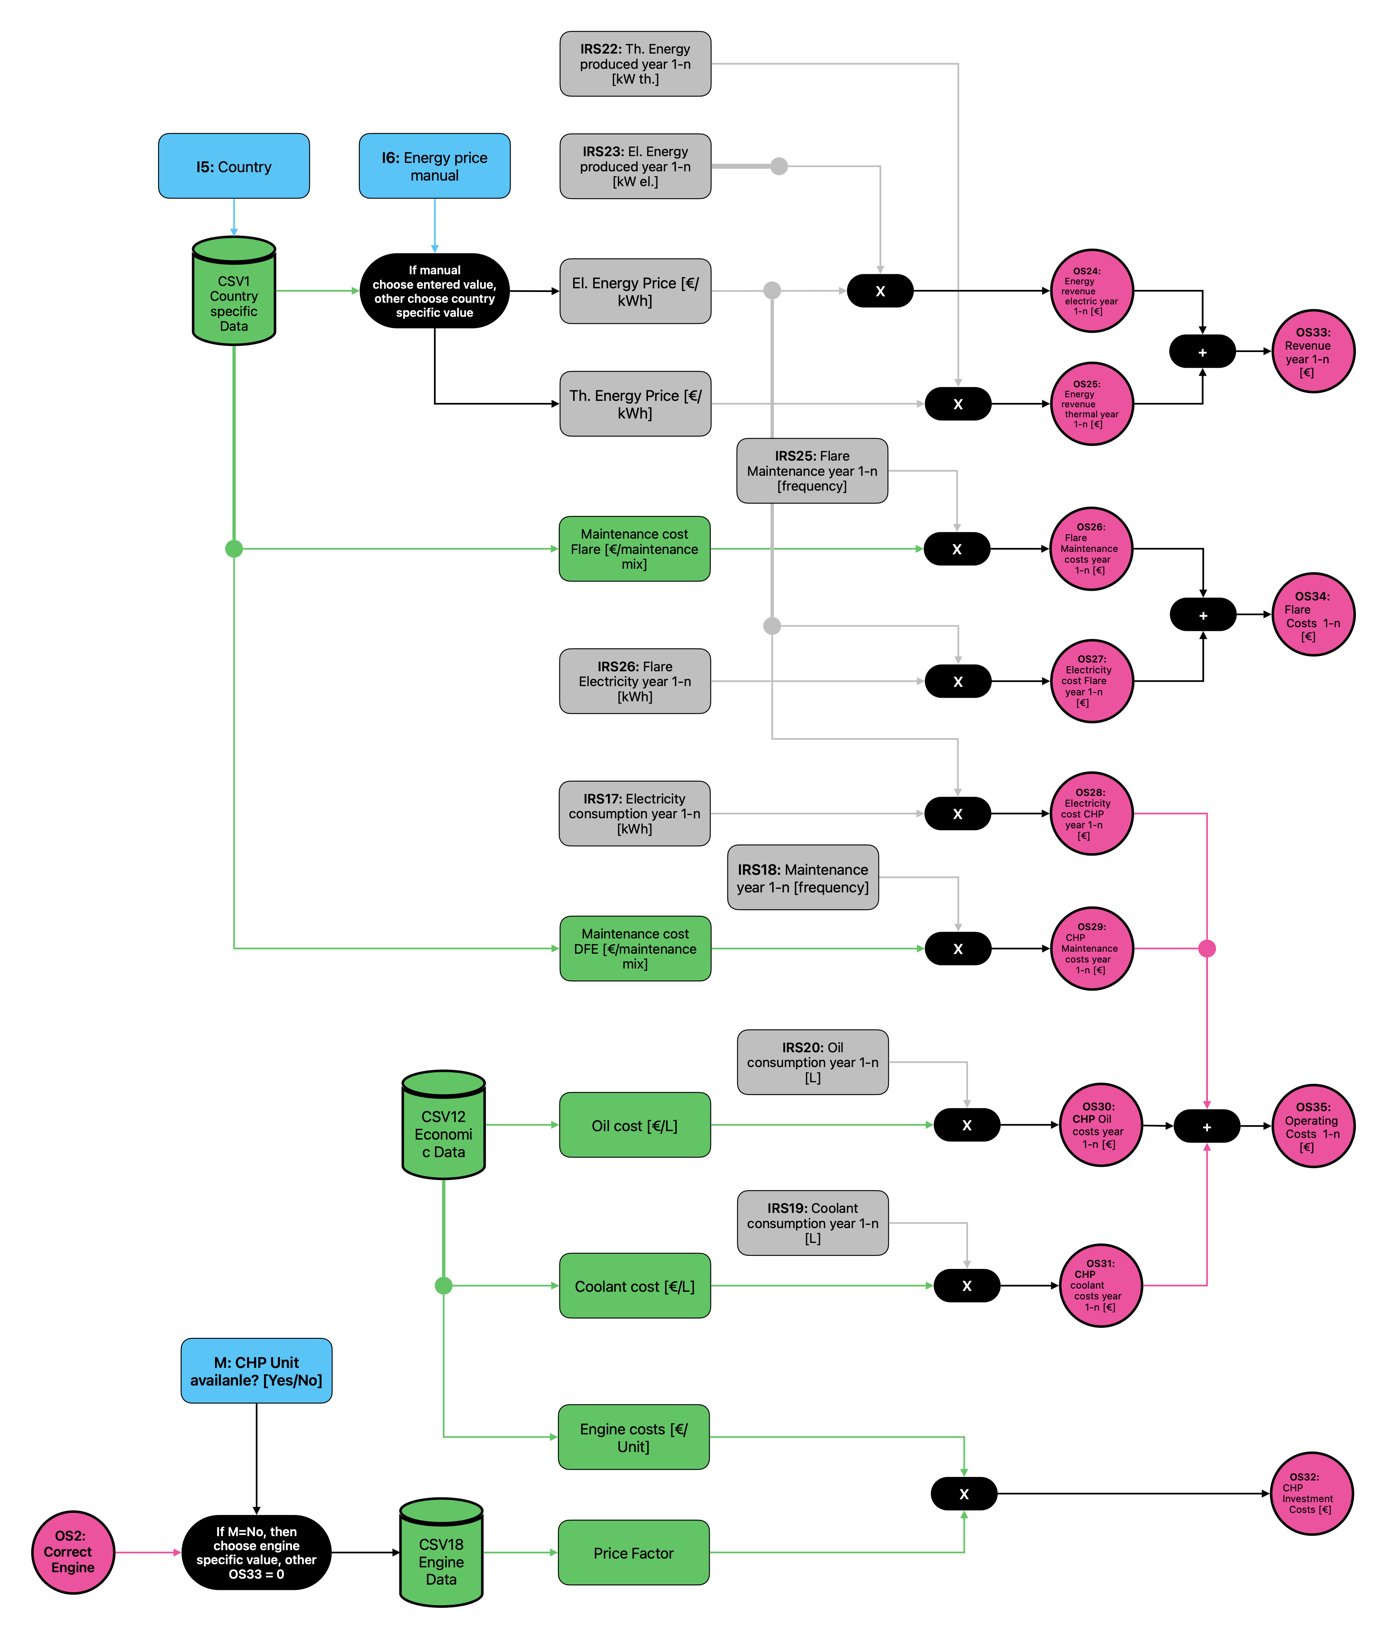 IRS22: Th. Energy
produced year 1-n
[kW th.]
I5: Country
I6: Energy price
manual
IRS23: El. Energy
produced year 1-n
[kW el.]
CSV1
Country
specific
Data
If manual
choose entered value,
other choose country
specific value
El. Energy Price [€/
kWh]
X
OS24:
Energy
revenue
electric year
1-n [€]
+
OS33:
Revenue
year 1-n
[€]
Th. Energy Price [€/
kWh]
X
OS25:
Energy
revenue
thermal year
1-n [€]
IRS25: Flare
Maintenance year 1-n
[frequency]
Maintenance cost
Flare [€/maintenance
mix]
X
OS26:
Flare
Maintenance
costs year
1-n [€]
+
OS34:
Flare
Costs 1-n
[€]
IRS26: Flare
Electricity year 1-n
[kWh]
X
OS27:
Electricity
cost Flare
year 1-n
[€]
IRS17: Electricity
consumption year 1-n
[kWh]
X
OS28:
Electricity
cost CHP
year 1-n
[€]
IRS18: Maintenance
year 1-n [frequency]
Maintenance cost
DFE [€/maintenance
mix]
X
OS29:
CHP
Maintenance
costs year
1-n [€]
IRS20: Oil
consumption year 1-n
[L]
CSV12
Economi
c Data
Oil cost [€/L]
X
OS30:
CHP Oil
costs year
1-n [€]
+
OS35:
Operating
Costs 1-n
[€]
IRS19: Coolant
consumption year 1-n
[L]
Coolant cost [€/L]
X
OS31:
CHP
coolant
costs year
1-n [€]
M: CHP Unit
availanle? [Yes/No]
Engine costs [€/
Unit]
X
OS32:
CHP
Investment
Costs [€]
OS2:
Correct
Engine
If M=No, then
choose engine
specific value, other
OS33 = 0
CSV18
Engine
Data
Price Factor